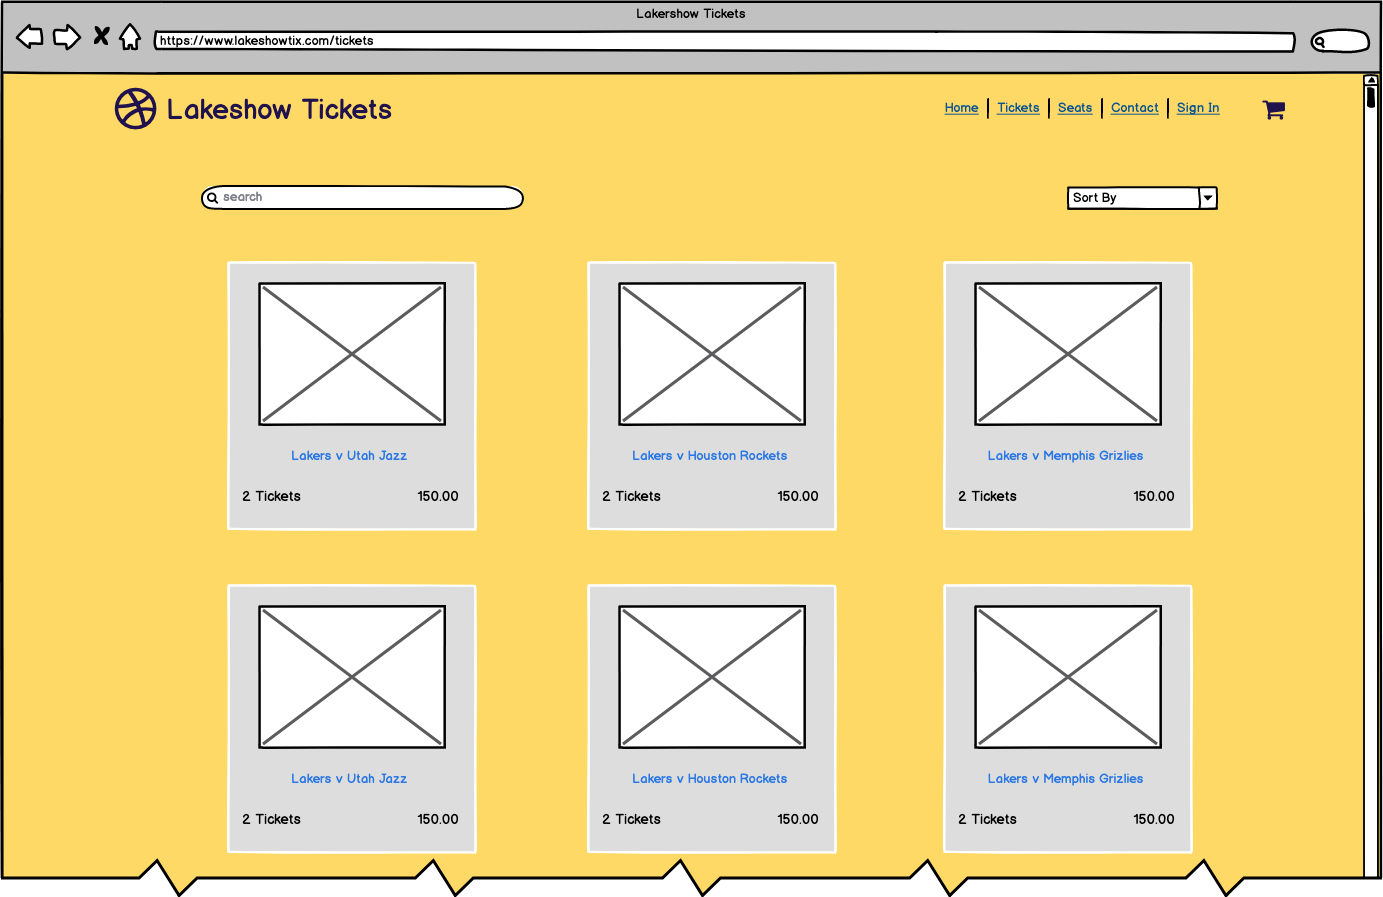 Lakershow Tickets
https://www.lakeshowtix.com/tickets
Lakeshow Tickets
Home Tickets Seats Contact Sign In
search
Sort By
Lakers v Utah Jazz
2 Tickets 150.00
Lakers v Houston Rockets
2 Tickets 150.00
Lakers v Memphis Grizlies
2 Tickets 150.00
Lakers v Utah Jazz
2 Tickets 150.00
Lakers v Houston Rockets
2 Tickets 150.00
Lakers v Memphis Grizlies
2 Tickets 150.00